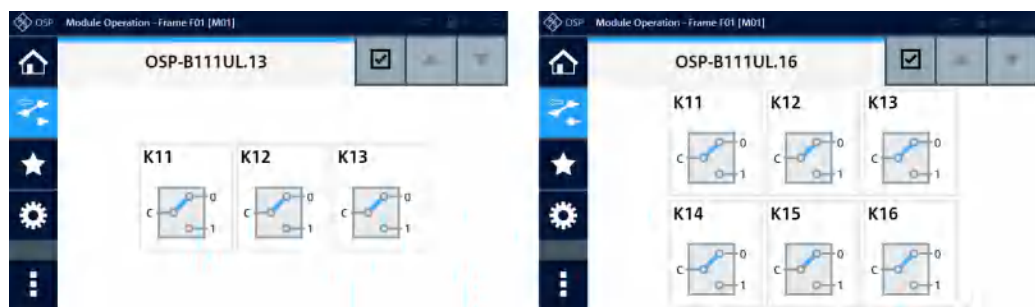 OSP Module Operation - Frame F01 [M01]
OSP-B111UL.13
K11 K12 K13
C 0 1 C 0 1 C 0 1
OSP Module Operation - Frame F01 [M01]
OSP-B111UL.16
K11 K12 K13
C 0 1 C 0 1 C 0 1
K14 K15 K16
C 0 1 C 0 1 C 0 1